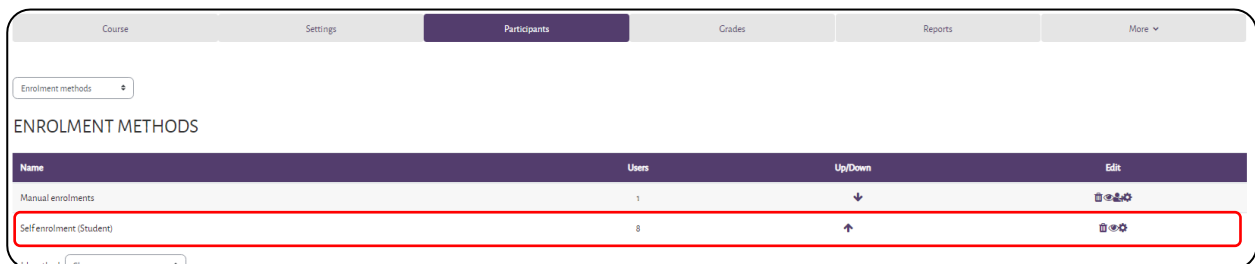 Course Settings Participants Grades Reports More
Enrolment methods
ENROLMENT METHODS
Name Users Up/Down Edit
Manual enrolments 1
Self enrolment (Student) 8